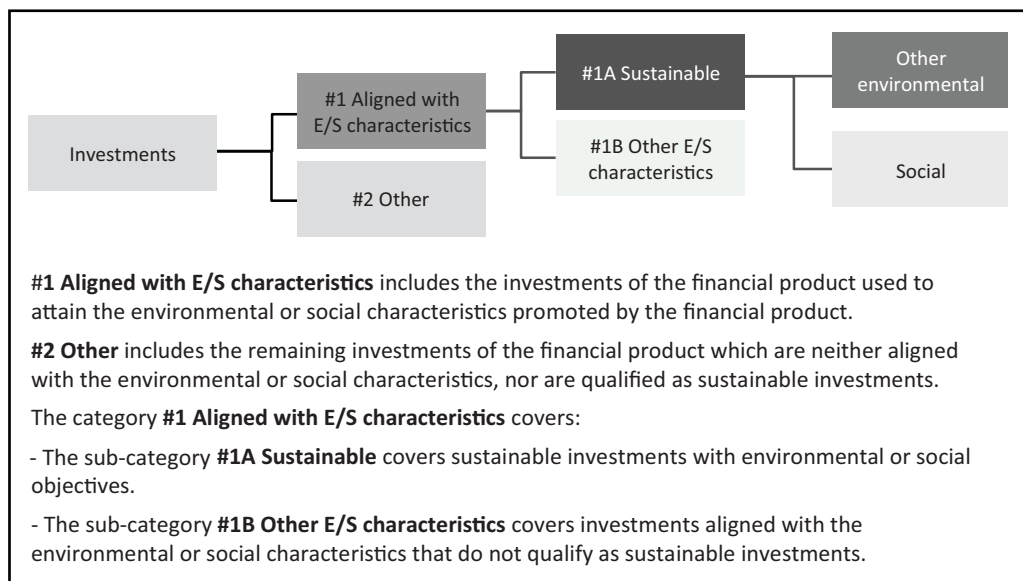 Investments
#1 Aligned with
E/S characteristics
#2 Other
#1A Sustainable
#1B Other E/S
characteristics
Other
environmental
Social
#1 Aligned with E/S characteristics includes the investments of the financial product used to
attain the environmental or social characteristics promoted by the financial product.
#2 Other includes the remaining investments of the financial product which are neither aligned
with the environmental or social characteristics, nor are qualified as sustainable investments.
The category #1 Aligned with E/S characteristics covers:
- The sub-category #1A Sustainable covers sustainable investments with environmental or social
objectives.
- The sub-category #1B Other E/S characteristics covers investments aligned with the
environmental or social characteristics that do not qualify as sustainable investments.